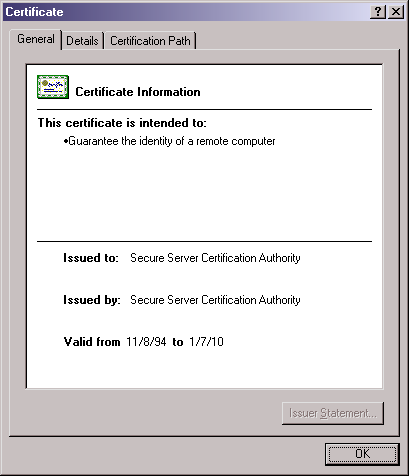 Certificate
General Details Certification Path
Certificate Information
This certificate is intended to:
•Guarantee the identity of a remote computer
Issued to: Secure Server Certification Authority
Issued by: Secure Server Certification Authority
Valid from 11/8/94 to 1/7/10
Issuer Statement...
OK